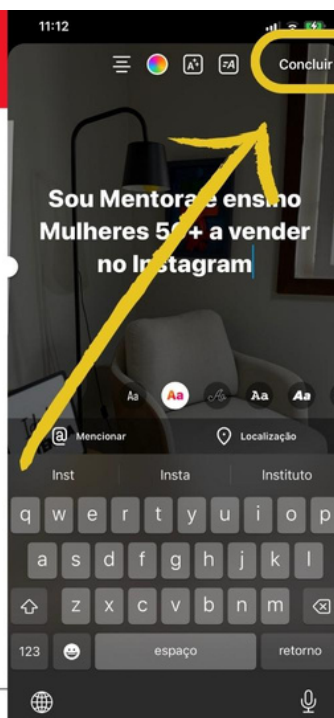 11:12
Concluir
Sou Mentora e ensino
Mulheres 50+ a vender
no Instagram
Aa Aa Aa Aa
Mencionar Localização
Inst Insta Instituto
q w e r t y u i o p
a s d f g h j k l
z x c v b n m
123 espaço retorno